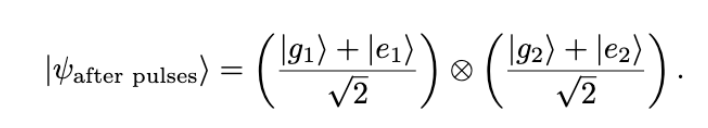 |ψ_after pulses⟩ = ( (|g₁⟩ + |e₁⟩) / √2 ) ⊗ ( (|g₂⟩ + |e₂⟩) / √2 ) .